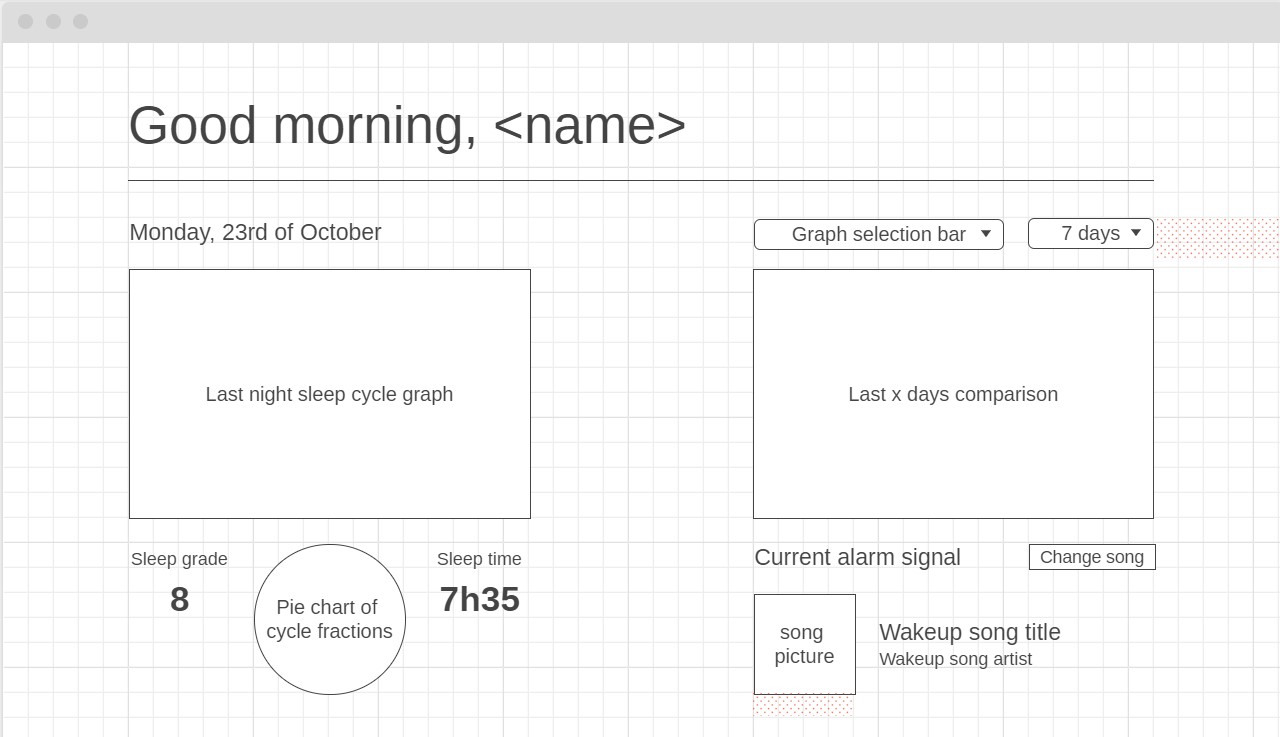 Good morning, <name>
Monday, 23rd of October
Graph selection bar
7 days
Last night sleep cycle graph
Last x days comparison
Sleep grade
8
Pie chart of
cycle fractions
Sleep time
7h35
Current alarm signal
Change song
song
picture
Wakeup song title
Wakeup song artist